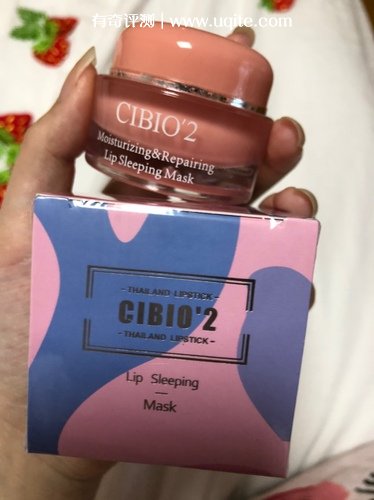 有奇评测 | www.uqite.com
CIBIO'2
Moisturizing&Repairing
Lip Sleeping Mask
- THAILAND LIPSTICK -
CIBIO'2
- THAILAND LIPSTICK -
Lip Sleeping
Mask